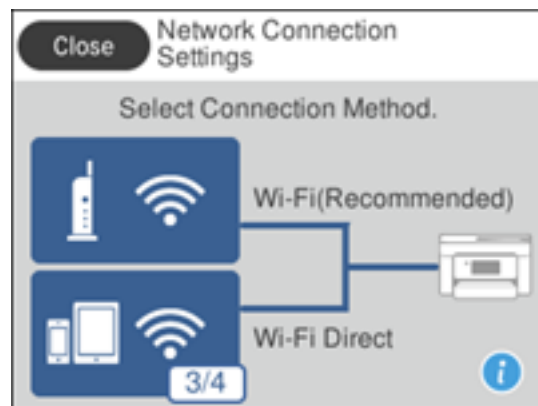 Close
Network Connection
Settings
Select Connection Method.
Wi-Fi(Recommended)
Wi-Fi Direct
3/4
i